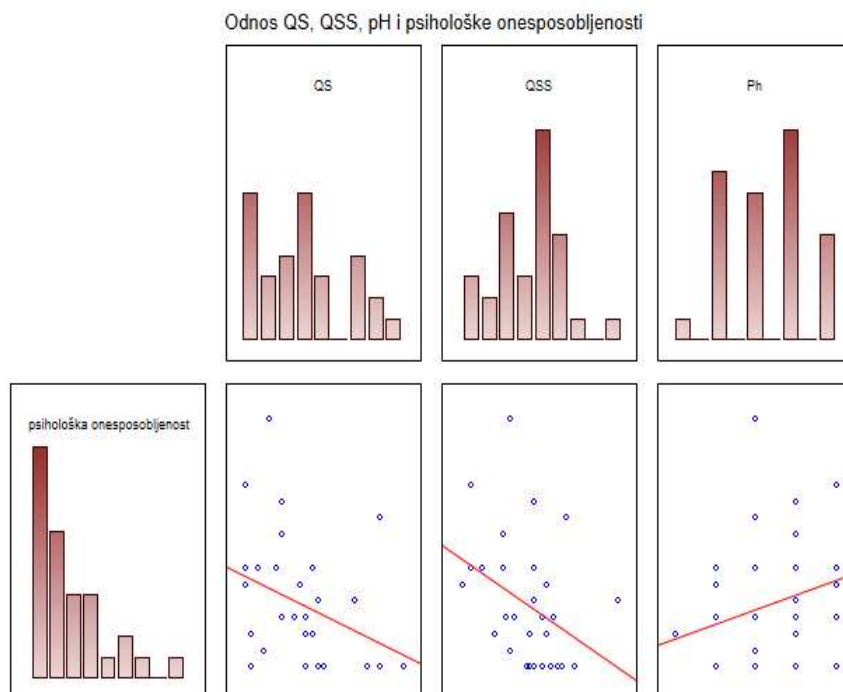 Odnos QS, QSS, pH i psihološke onesposobljenosti
QS
QSS
Ph
psihološka onesposobljenost